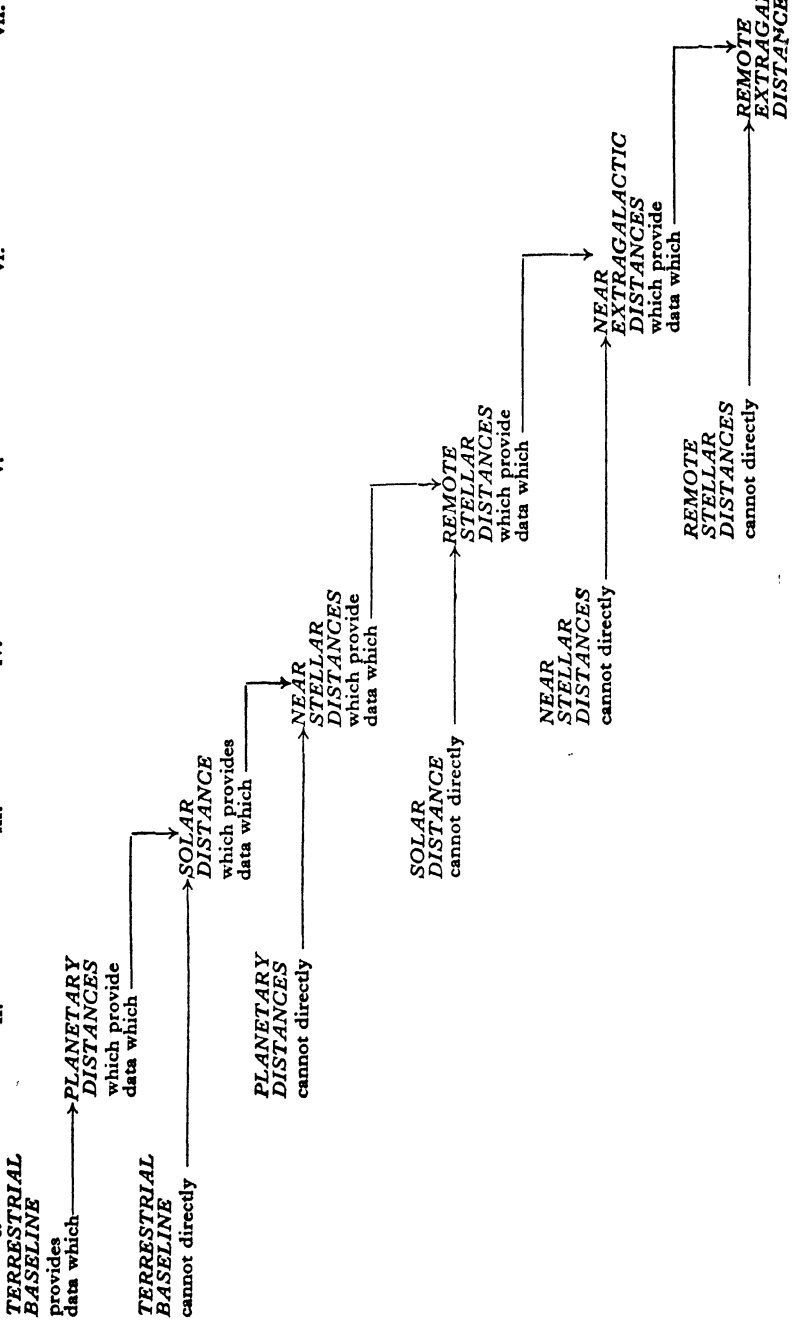 TERRESTRIAL
BASELINE
provides
data which
PLANETARY
DISTANCES
which provide
data which
TERRESTRIAL
BASELINE
cannot directly
SOLAR
DISTANCE
which provides
data which
PLANETARY
DISTANCES
cannot directly
NEAR
STELLAR
DISTANCES
which provide
data which
SOLAR
DISTANCE
cannot directly
REMOTE
STELLAR
DISTANCES
which provide
data which
NEAR
STELLAR
DISTANCES
cannot directly
NEAR
EXTRAGALACTIC
DISTANCES
which provide
data which
REMOTE
STELLAR
DISTANCES
cannot directly
REMOTE